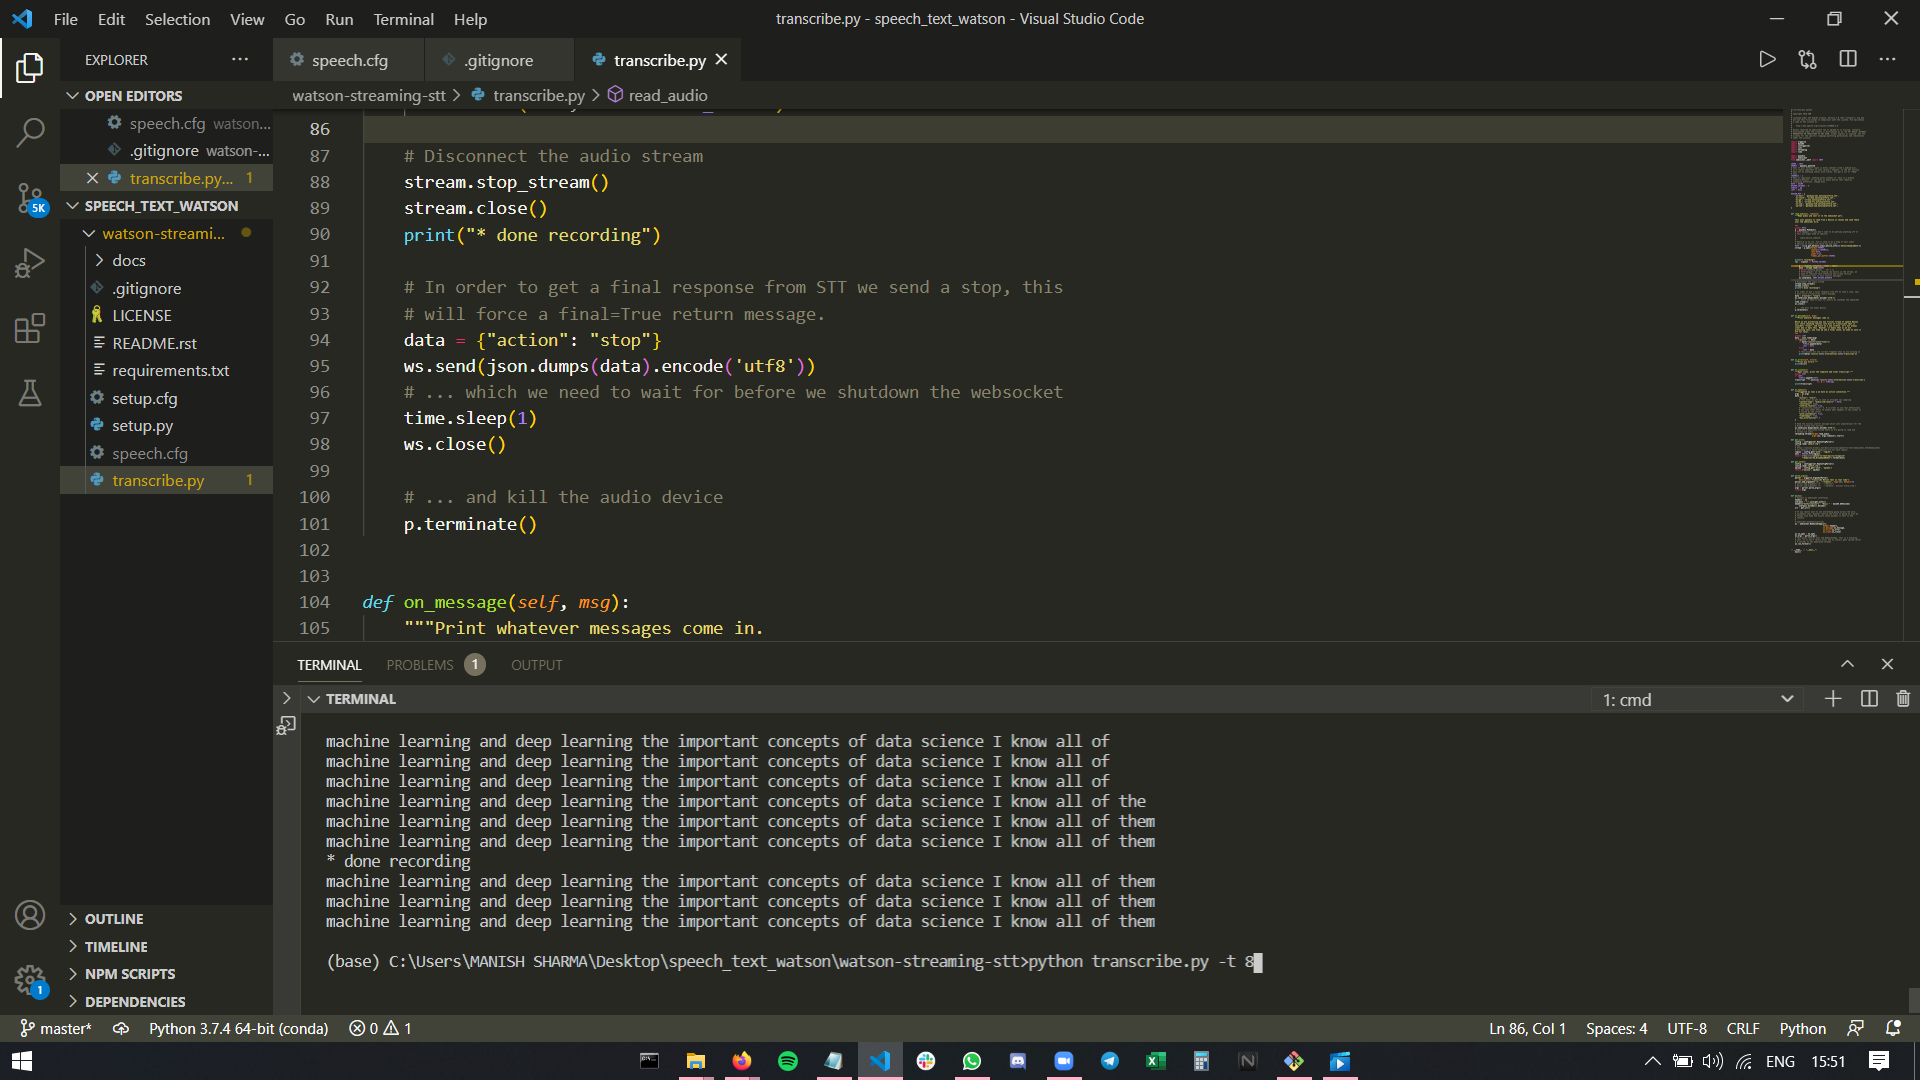 File Edit Selection View Go Run Terminal Help
transcribe.py - speech_text_watson - Visual Studio Code
EXPLORER
speech.cfg
.gitignore
transcribe.py
OPEN EDITORS
speech.cfg watson...
.gitignore watson-...
transcribe.py... 1
SPEECH_TEXT_WATSON
watson-streami...
docs
.gitignore
LICENSE
README.rst
requirements.txt
setup.cfg
setup.py
speech.cfg
transcribe.py 1
5K
1
OUTLINE
TIMELINE
NPM SCRIPTS
DEPENDENCIES
watson-streaming-stt > transcribe.py > read_audio
86
87 # Disconnect the audio stream
88 stream.stop_stream()
89 stream.close()
90 print("* done recording")
91
92 # In order to get a final response from STT we send a stop, this
93 # will force a final=True return message.
94 data = {"action": "stop"}
95 ws.send(json.dumps(data).encode('utf8'))
96 # ... which we need to wait for before we shutdown the websocket
97 time.sleep(1)
98 ws.close()
99
100 # ... and kill the audio device
101 p.terminate()
102
103
104 def on_message(self, msg):
105 """Print whatever messages come in.
TERMINAL PROBLEMS 1 OUTPUT
TERMINAL
1: cmd
machine learning and deep learning the important concepts of data science I know all of
machine learning and deep learning the important concepts of data science I know all of
machine learning and deep learning the important concepts of data science I know all of
machine learning and deep learning the important concepts of data science I know all of the
machine learning and deep learning the important concepts of data science I know all of them
machine learning and deep learning the important concepts of data science I know all of them
* done recording
machine learning and deep learning the important concepts of data science I know all of them
machine learning and deep learning the important concepts of data science I know all of them
machine learning and deep learning the important concepts of data science I know all of them
(base) C:\Users\MANISH SHARMA\Desktop\speech_text_watson\watson-streaming-stt>python transcribe.py -t 8
master* Python 3.7.4 64-bit (conda) 0 1
Ln 86, Col 1 Spaces: 4 UTF-8 CRLF Python
ENG 15:51